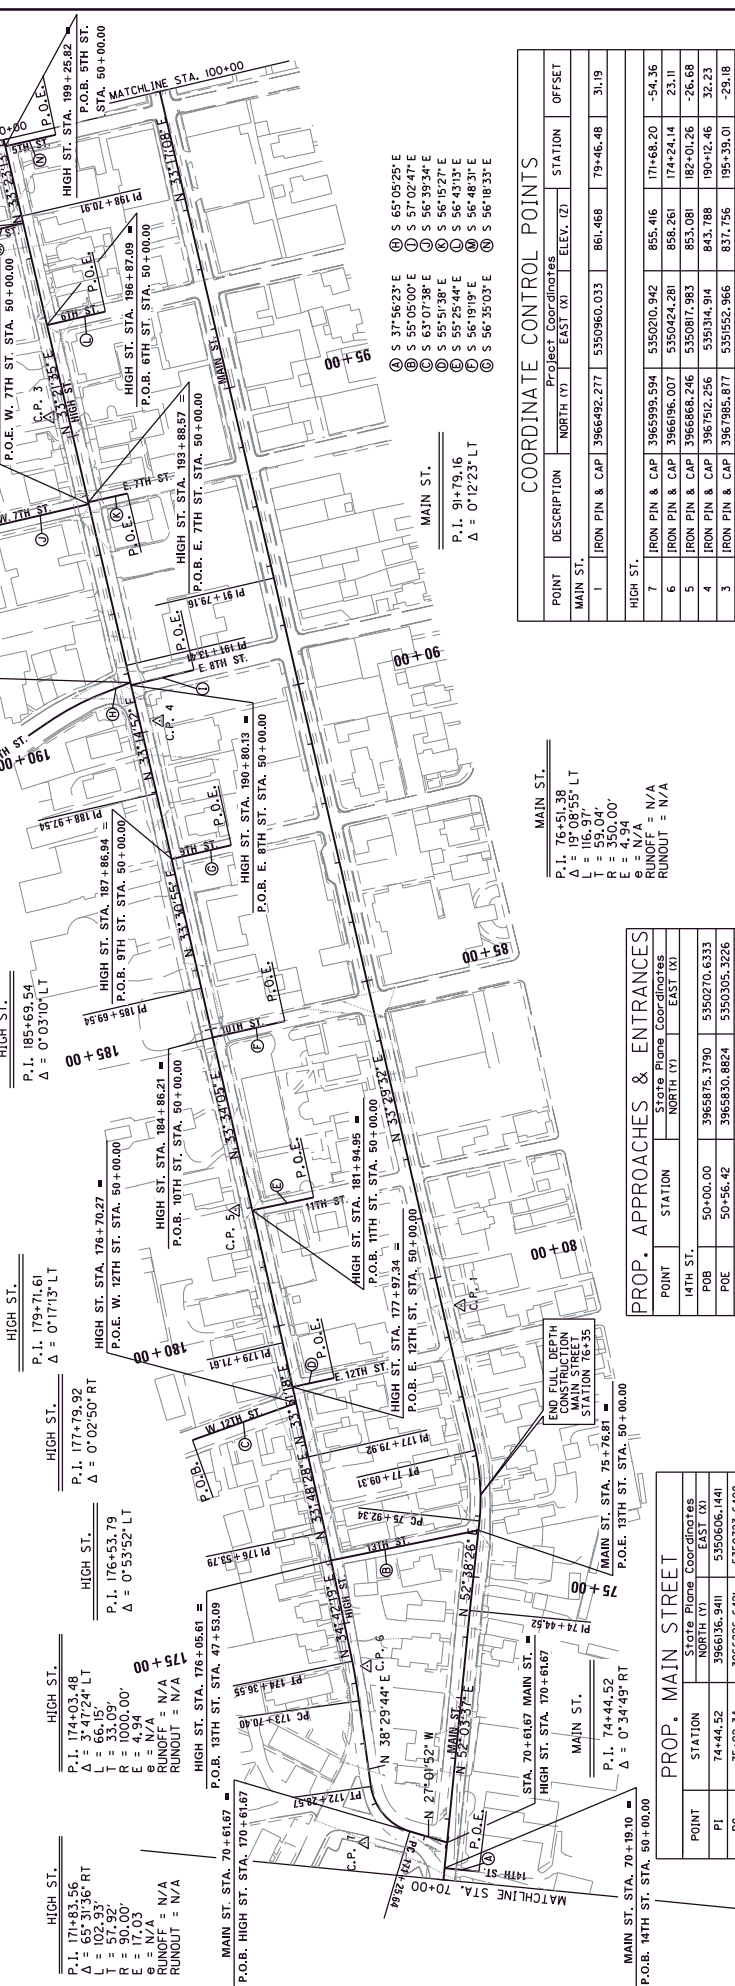 HIGH ST. STA. 199+25.82 =
P.O.B. 5TH ST.
STA. 50+00.00
MATCHLINE STA. 100+00
P.O.E.
15TH ST.
N
N 33°17'08" E
PI 198+70.91
P.O.E. W. 7TH ST. STA. 50+00.00
P.O.E.
L
HIGH ST. STA. 196+87.09 =
P.O.B. 6TH ST. STA. 50+00.00
C.P. 3
N 33°21'35" E
HIGH ST.
MAIN ST.
95+00
W. 7TH ST.
J
E. 7TH ST.
K
P.O.E.
HIGH ST. STA. 193+88.57 =
P.O.B. E. 7TH ST. STA. 50+00.00
PI 91+79.16
PI 191+13.41
P.O.E.
E. 8TH ST.
H
I
C.P. 4
190+00
N 33°14'52" E
90+00
PI 188+97.54
HIGH ST. STA. 190+80.13 =
P.O.B. E. 8TH ST. STA. 50+00.00
P.O.E.
G
HIGH ST. STA. 187+86.94 =
P.O.B. 9TH ST. STA. 50+00.00
N 33°30'55" E
PI 185+69.54
85+00
P.O.E.
F
185+00
HIGH ST. STA. 184+86.21 =
P.O.B. 10TH ST. STA. 50+00.00
N 33°34'05" E
N 33°29'32" E
P.O.E.
E
11TH ST.
C.P. 5
HIGH ST. STA. 181+94.95 =
P.O.B. 11TH ST. STA. 50+00.00
80+00
C.P. 1
HIGH ST. STA. 176+70.27 =
P.O.E. W. 12TH ST. STA. 50+00.00
180+00
PI 179+71.61
P.O.E.
D
E. 12TH ST.
HIGH ST. STA. 177+97.34 =
P.O.B. E. 12TH ST. STA. 50+00.00
W. 12TH ST.
C
P.O.B.
N 33°48'28" E
PI 177+79.92
PT 77+09.31
PC 75+92.34
END FULL DEPTH
CONSTRUCTION
MAIN STREET
STATION 76+35
PI 176+53.79
13TH ST.
B
N 52°38'26" E
MAIN ST. STA. 75+76.81 =
P.O.E. 13TH ST. STA. 50+00.00
75+00
PI 74+44.52
N 34°42'19" E
HIGH ST.
HIGH ST. STA. 176+05.61 =
P.O.B. 13TH ST. STA. 47+53.09
175+00
C.P. 6
PT 174+36.55
PC 173+70.40
N 38°29'44" E
MAIN ST.
N 52°03'37" E
N 27°01'52" W
STA. 70+61.67 MAIN ST. =
HIGH ST. STA. 170+61.67
PT 172+28.57
C.P. 7
PC 171+25.64
MAIN ST. STA. 70+61.67 =
P.O.B. HIGH ST. STA. 170+61.67
P.O.E.
A
14TH ST.
MATCHLINE STA. 70+00
MAIN ST. STA. 70+19.10 =
P.O.B. 14TH ST. STA. 50+00.00
A S 37°56'23" E
B S 55°05'00" E
C S 63°07'38" E
D S 55°51'38" E
E S 55°25'44" E
F S 56°19'19" E
G S 56°35'03" E
H S 65°05'25" E
I S 57°02'47" E
J S 56°39'34" E
K S 56°15'27" E
L S 56°43'13" E
M S 56°48'31" E
N S 56°18'33" E
MAIN ST.
P.I. 91+79.16
Δ = 0°12'23" LT
MAIN ST.
P.I. 76+51.38
Δ = 19°08'55" LT
L = 116.97'
T = 59.04'
R = 350.00'
E = 4.94
e = N/A
RUNOFF = N/A
RUNOUT = N/A
MAIN ST.
P.I. 74+44.52
Δ = 0°34'49" RT
HIGH ST.
P.I. 185+69.54
Δ = 0°03'10" LT
HIGH ST.
P.I. 179+71.61
Δ = 0°17'13" LT
HIGH ST.
P.I. 177+79.92
Δ = 0°02'50" RT
HIGH ST.
P.I. 176+53.79
Δ = 0°53'52" LT
HIGH ST.
P.I. 174+03.48
Δ = 3°47'24" LT
L = 66.15'
T = 33.09'
R = 1000.00'
E = 4.94
e = N/A
RUNOFF = N/A
RUNOUT = N/A
HIGH ST.
P.I. 171+83.56
Δ = 65°31'36" RT
L = 102.93'
T = 57.92'
R = 90.00'
E = 17.03
e = N/A
RUNOFF = N/A
RUNOUT = N/A
COORDINATE CONTROL POINTS
POINT DESCRIPTION Project Coordinates STATION OFFSET
NORTH (Y) EAST (X) ELEV. (Z)
MAIN ST.
1 IRON PIN & CAP 3966492.277 5350960.033 861.468 79+46.48 31.19
HIGH ST.
7 IRON PIN & CAP 3965999.594 5350210.942 855.416 171+68.20 -54.36
6 IRON PIN & CAP 3966196.007 5350424.281 858.261 174+24.14 23.11
5 IRON PIN & CAP 3966868.246 5350817.983 853.081 182+01.26 -26.68
4 IRON PIN & CAP 3967512.256 5351314.914 843.788 190+12.46 32.23
3 IRON PIN & CAP 3967985.877 5351552.966 837.756 195+39.01 -29.18
PROP. APPROACHES & ENTRANCES
POINT STATION State Plane Coordinates
NORTH (Y) EAST (X)
14TH ST.
POB 50+00.00 3965875.3790 5350270.6333
POE 50+56.42 3965830.8824 5350305.3226
PROP. MAIN STREET
POINT STATION State Plane Coordinates
NORTH (Y) EAST (X)
PI 74+44.52 3966136.9411 5350606.1441